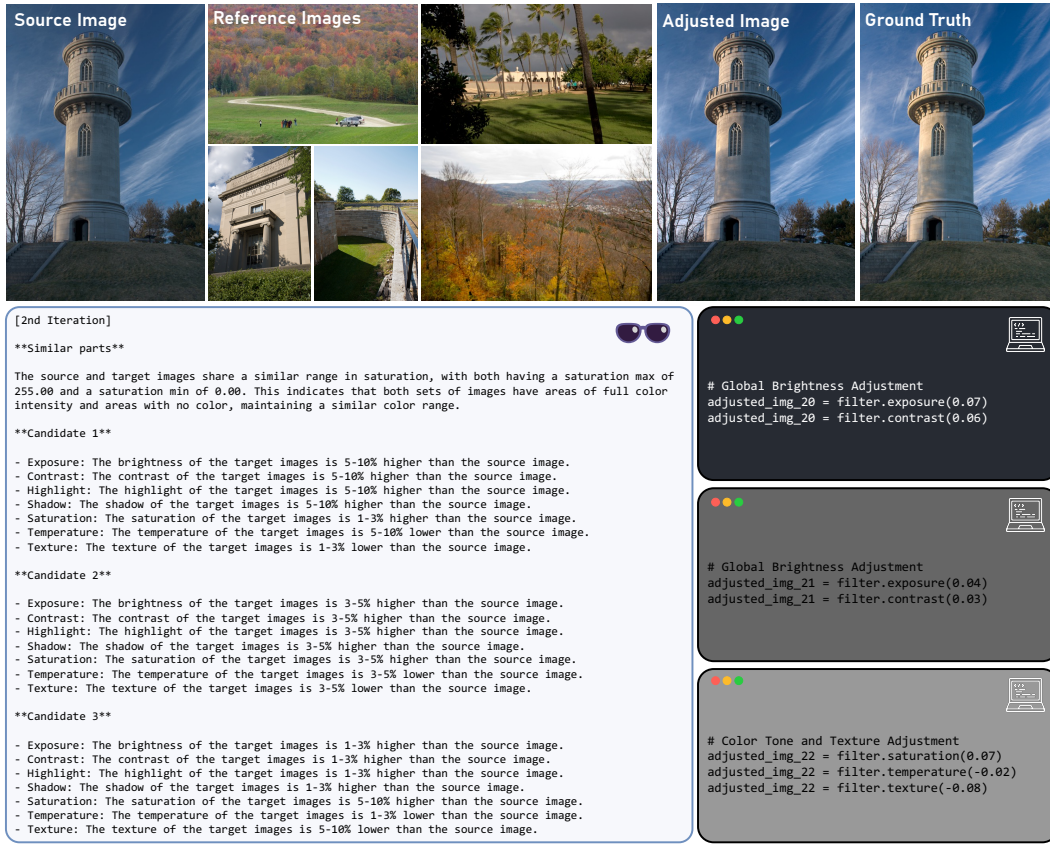 Source Image
Reference Images
Adjusted Image
Ground Truth
[2nd Iteration]
**Similar parts**
The source and target images share a similar range in saturation, with both having a saturation max of
255.00 and a saturation min of 0.00. This indicates that both sets of images have areas of full color
intensity and areas with no color, maintaining a similar color range.
**Candidate 1**
- Exposure: The brightness of the target images is 5-10% higher than the source image.
- Contrast: The contrast of the target images is 5-10% higher than the source image.
- Highlight: The highlight of the target images is 5-10% higher than the source image.
- Shadow: The shadow of the target images is 5-10% higher than the source image.
- Saturation: The saturation of the target images is 1-3% higher than the source image.
- Temperature: The temperature of the target images is 5-10% lower than the source image.
- Texture: The texture of the target images is 1-3% lower than the source image.
**Candidate 2**
- Exposure: The brightness of the target images is 3-5% higher than the source image.
- Contrast: The contrast of the target images is 3-5% higher than the source image.
- Highlight: The highlight of the target images is 3-5% higher than the source image.
- Shadow: The shadow of the target images is 3-5% higher than the source image.
- Saturation: The saturation of the target images is 3-5% higher than the source image.
- Temperature: The temperature of the target images is 3-5% lower than the source image.
- Texture: The texture of the target images is 3-5% lower than the source image.
**Candidate 3**
- Exposure: The brightness of the target images is 1-3% higher than the source image.
- Contrast: The contrast of the target images is 1-3% higher than the source image.
- Highlight: The highlight of the target images is 1-3% higher than the source image.
- Shadow: The shadow of the target images is 1-3% higher than the source image.
- Saturation: The saturation of the target images is 5-10% higher than the source image.
- Temperature: The temperature of the target images is 1-3% lower than the source image.
- Texture: The texture of the target images is 5-10% lower than the source image.
# Global Brightness Adjustment
adjusted_img_20 = filter.exposure(0.07)
adjusted_img_20 = filter.contrast(0.06)
# Global Brightness Adjustment
adjusted_img_21 = filter.exposure(0.04)
adjusted_img_21 = filter.contrast(0.03)
# Color Tone and Texture Adjustment
adjusted_img_22 = filter.saturation(0.07)
adjusted_img_22 = filter.temperature(-0.02)
adjusted_img_22 = filter.texture(-0.08)